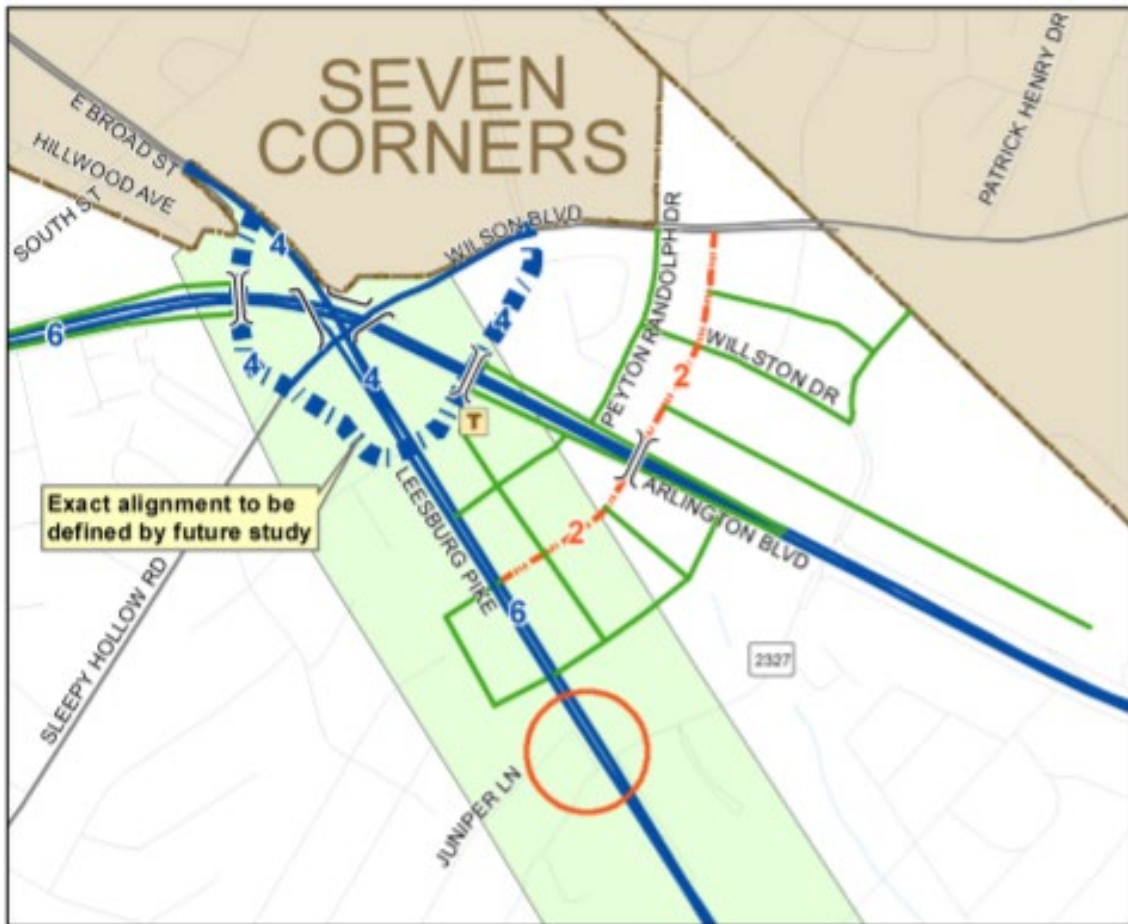 SEVEN
CORNERS
PATRICK HENRY DR
E BROAD ST
HILLWOOD AVE
SOUTH ST
4
WILSON BLVD
PEYTON RANDOLPH DR
6
4
4
4
2
WILLSTON DR
T
Exact alignment to be
defined by future study
LEESBURG PIKE
ARLINGTON BLVD
2
6
SLEEPY HOLLOW RD
2327
JUNIPER LN